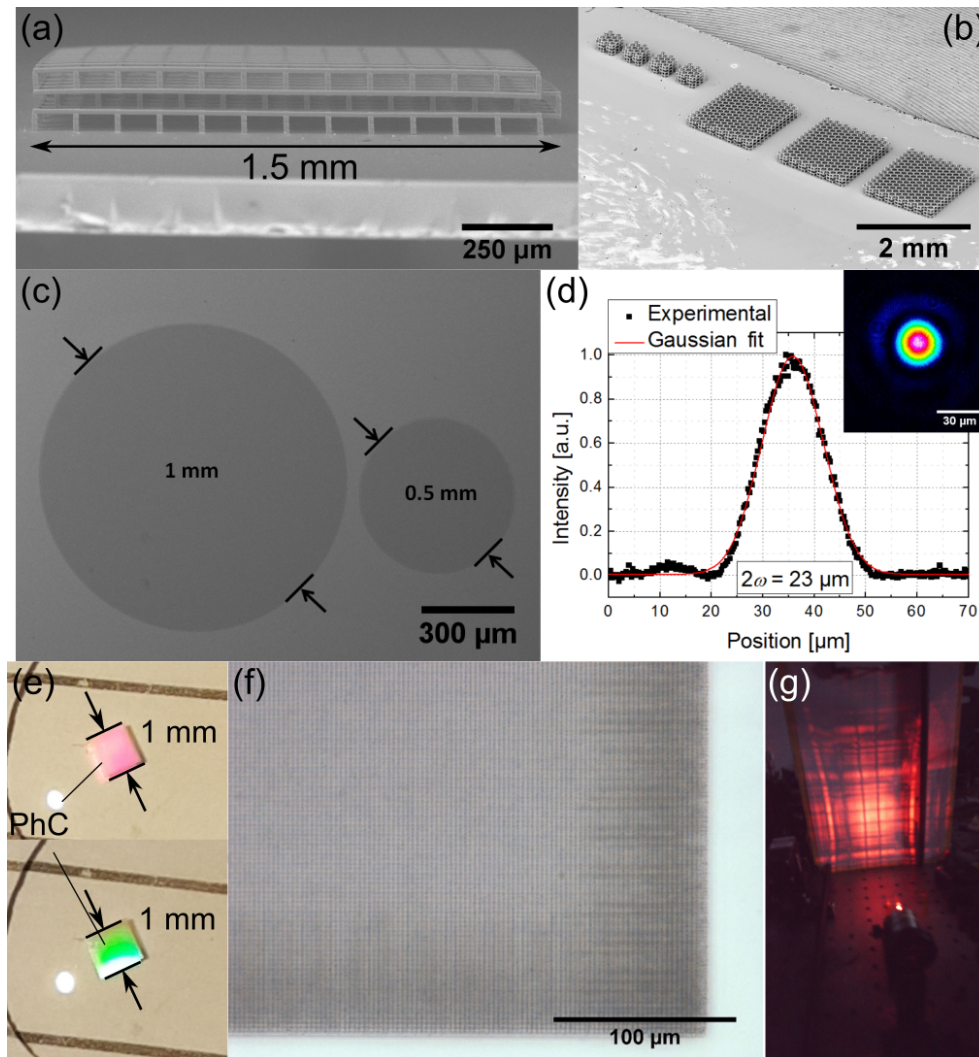 (a)
1.5 mm
250 µm
(b)
2 mm
(c)
1 mm
0.5 mm
300 µm
(d)
Experimental
Gaussian fit
30 µm
Intensity [a.u.]
1.0
0.8
0.6
0.4
0.2
0.0
2ω = 23 µm
0 10 20 30 40 50 60 70
Position [µm]
(e)
1 mm
PhC
1 mm
(f)
100 µm
(g)